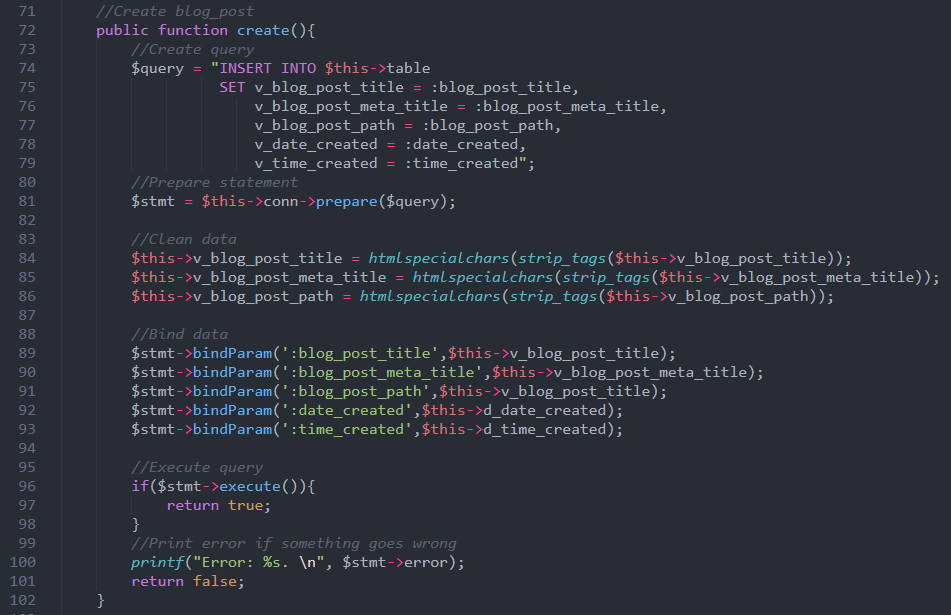 71 //Create blog_post
72 public function create(){
73 //Create query
74 $query = "INSERT INTO $this->table
75 SET v_blog_post_title = :blog_post_title,
76 v_blog_post_meta_title = :blog_post_meta_title,
77 v_blog_post_path = :blog_post_path,
78 v_date_created = :date_created,
79 v_time_created = :time_created";
80 //Prepare statement
81 $stmt = $this->conn->prepare($query);
82
83 //Clean data
84 $this->v_blog_post_title = htmlspecialchars(strip_tags($this->v_blog_post_title));
85 $this->v_blog_post_meta_title = htmlspecialchars(strip_tags($this->v_blog_post_meta_title));
86 $this->v_blog_post_path = htmlspecialchars(strip_tags($this->v_blog_post_path));
87
88 //Bind data
89 $stmt->bindParam(':blog_post_title',$this->v_blog_post_title);
90 $stmt->bindParam(':blog_post_meta_title',$this->v_blog_post_meta_title);
91 $stmt->bindParam(':blog_post_path',$this->v_blog_post_title);
92 $stmt->bindParam(':date_created',$this->d_date_created);
93 $stmt->bindParam(':time_created',$this->d_time_created);
94
95 //Execute query
96 if($stmt->execute()){
97 return true;
98 }
99 //Print error if something goes wrong
100 printf("Error: %s. \n", $stmt->error);
101 return false;
102 }